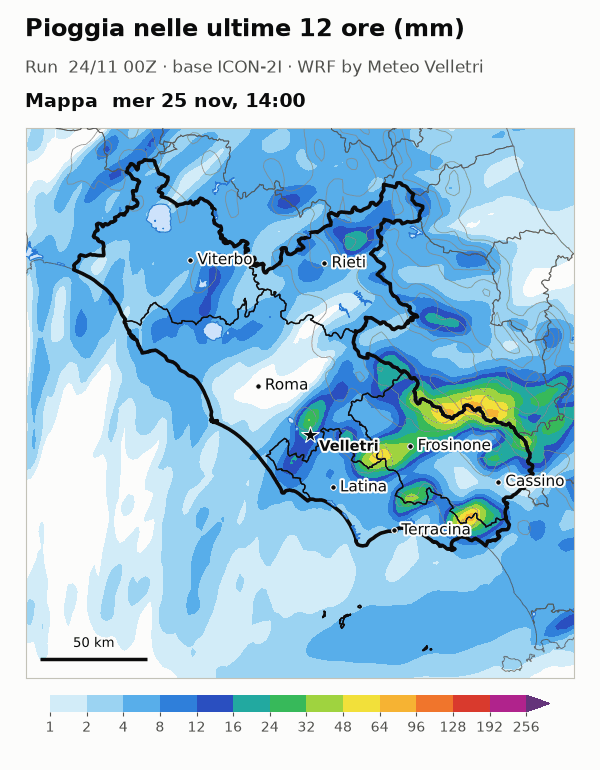 Pioggia nelle ultime 12 ore (mm)
Run  24/11 00Z · base ICON-2I · WRF by Meteo Velletri
Mappa  mer 25 nov, 14:00
Viterbo
Rieti
Roma
Velletri
Frosinone
Cassino
Latina
Terracina
50 km
1 2 4 8 12 16 24 32 48 64 96 128 192 256